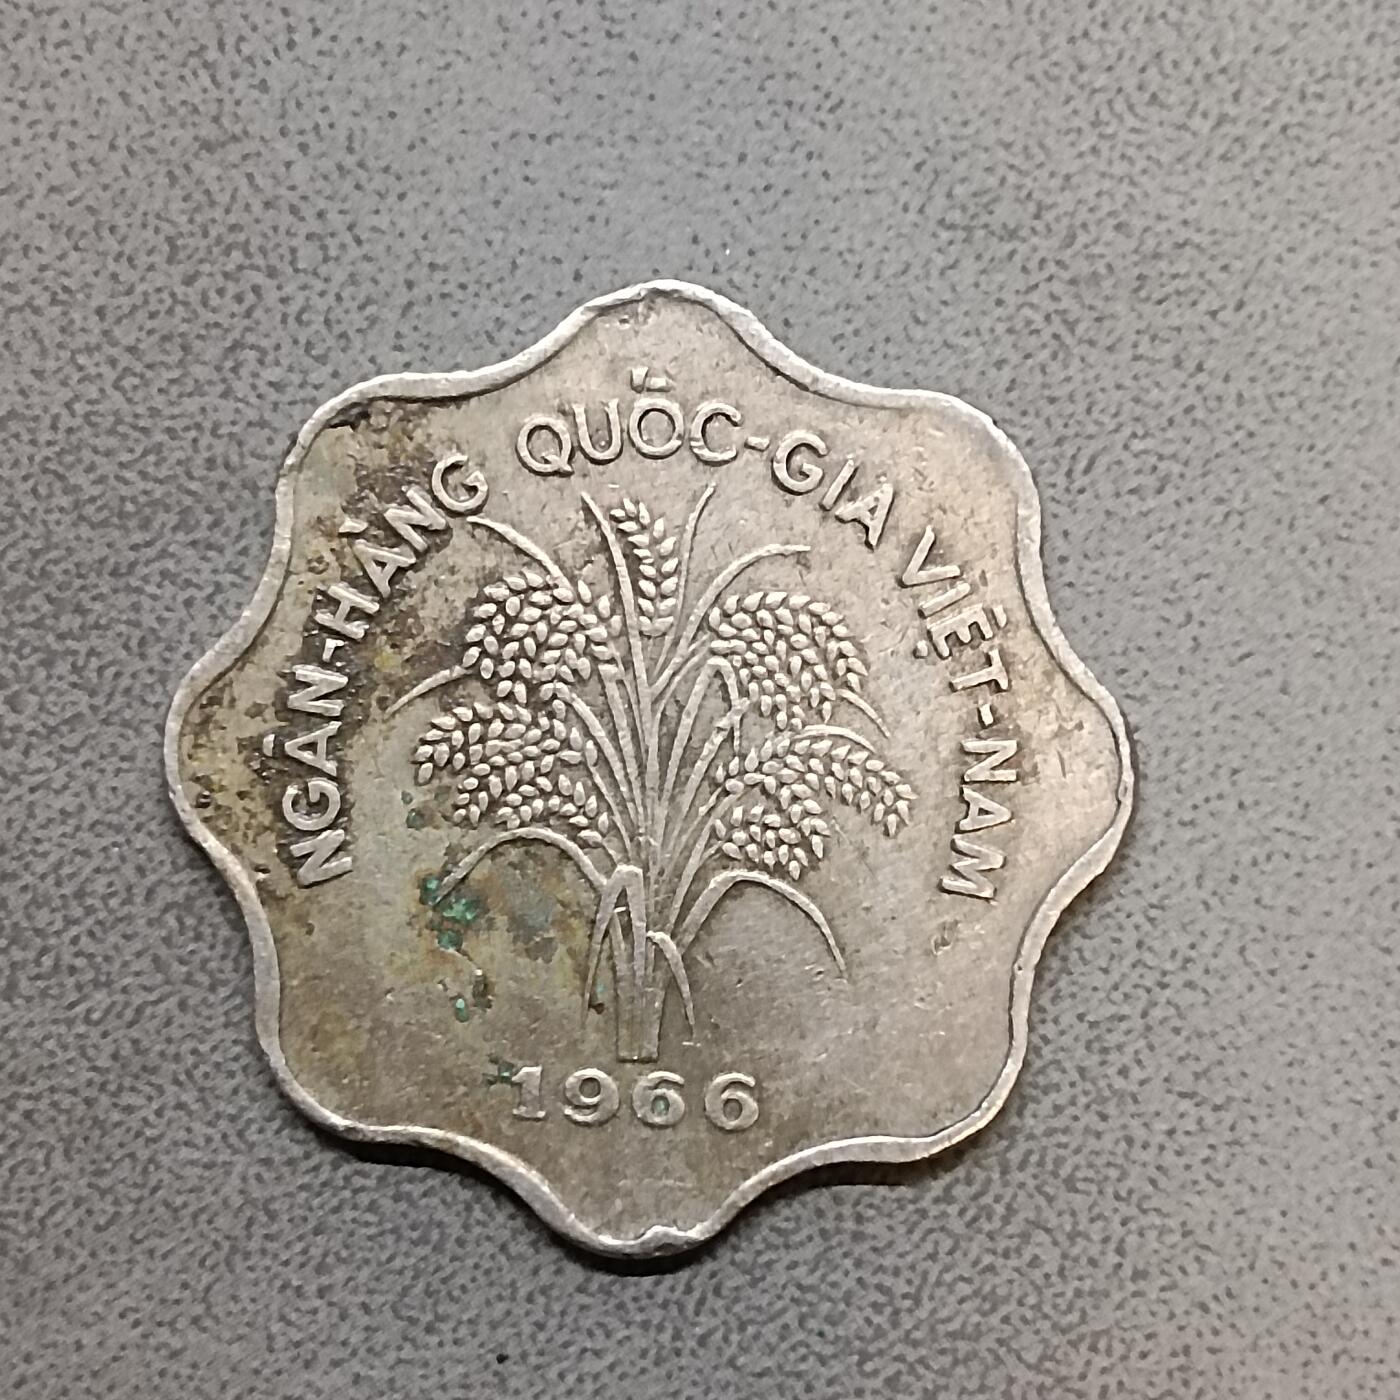 NGÂN-HÀNG QUỐC-GIA VIỆT-NAM
1966